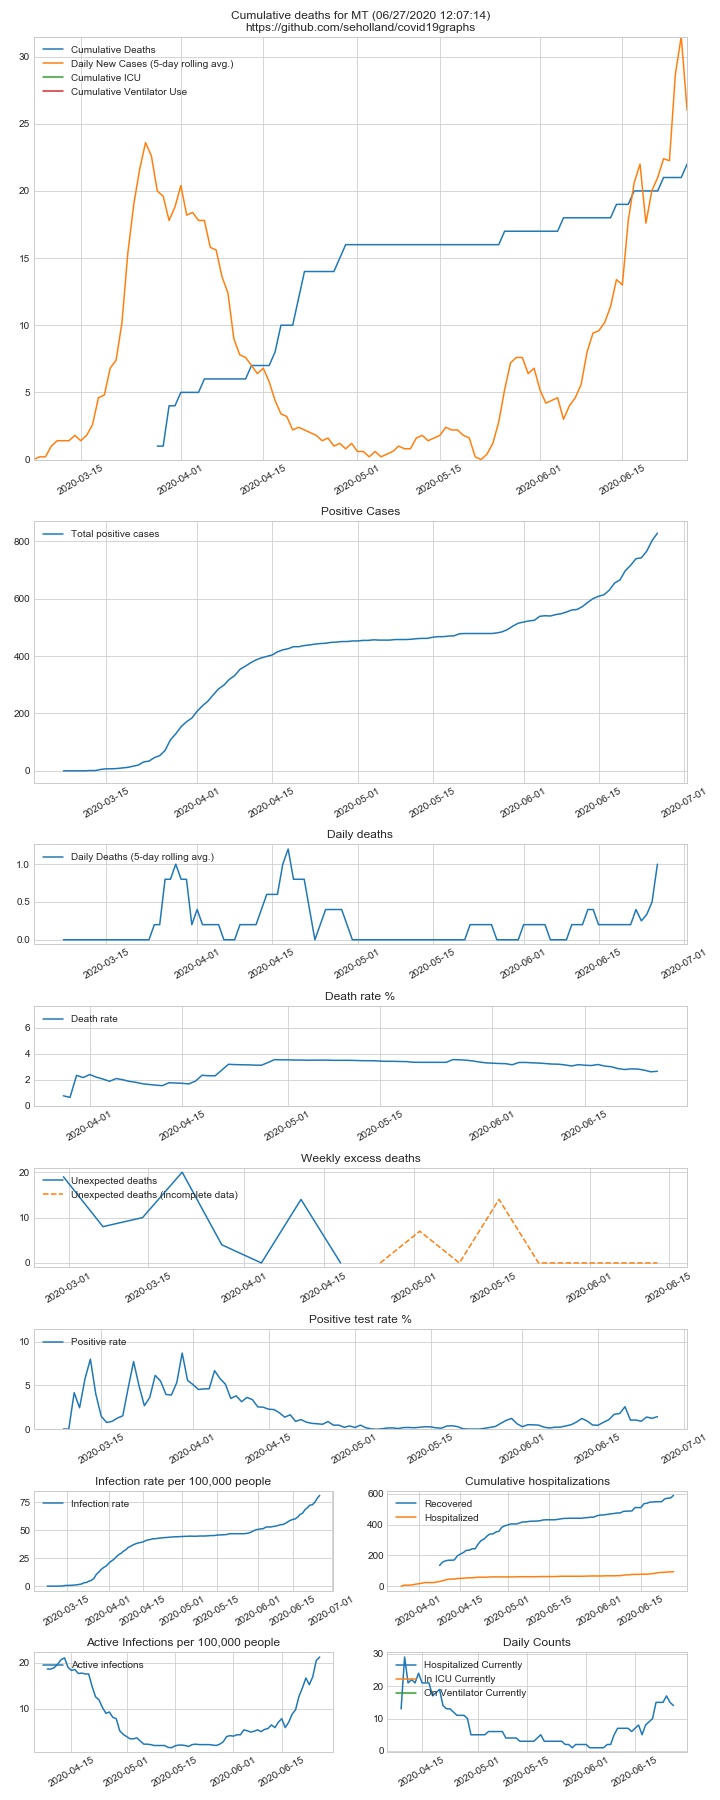 Cumulative deaths for MT (06/27/2020 12:07:14)
https://github.com/seholland/covid19graphs
Cumulative Deaths
Daily New Cases (5-day rolling avg.)
Cumulative ICU
Cumulative Ventilator Use
30
25
20
15
10
5
0
2020-03-15 2020-04-01 2020-04-15 2020-05-01 2020-05-15 2020-06-01 2020-06-15
Positive Cases
Total positive cases
800
600
400
200
0
2020-03-15 2020-04-01 2020-04-15 2020-05-01 2020-05-15 2020-06-01 2020-06-15 2020-07-01
Daily deaths
Daily Deaths (5-day rolling avg.)
1.0
0.5
0.0
2020-03-15 2020-04-01 2020-04-15 2020-05-01 2020-05-15 2020-06-01 2020-06-15 2020-07-01
Death rate %
Death rate
6
4
2
0
2020-04-01 2020-04-15 2020-05-01 2020-05-15 2020-06-01 2020-06-15
Weekly excess deaths
Unexpected deaths
Unexpected deaths (incomplete data)
20
10
0
2020-03-01 2020-03-15 2020-04-01 2020-04-15 2020-05-01 2020-05-15 2020-06-01 2020-06-15
Positive test rate %
Positive rate
10
5
0
2020-03-15 2020-04-01 2020-04-15 2020-05-01 2020-05-15 2020-06-01 2020-06-15 2020-07-01
Infection rate per 100,000 people
Infection rate
75
50
25
0
2020-03-15 2020-04-01 2020-04-15 2020-05-01 2020-05-15 2020-06-01 2020-06-15 2020-07-01
Cumulative hospitalizations
Recovered
Hospitalized
600
400
200
0
2020-04-01 2020-04-15 2020-05-01 2020-05-15 2020-06-01 2020-06-15
Active Infections per 100,000 people
Active infections
20
10
2020-04-15 2020-05-01 2020-05-15 2020-06-01 2020-06-15
Daily Counts
Hospitalized Currently
In ICU Currently
On Ventilator Currently
30
20
10
0
2020-04-15 2020-05-01 2020-05-15 2020-06-01 2020-06-15